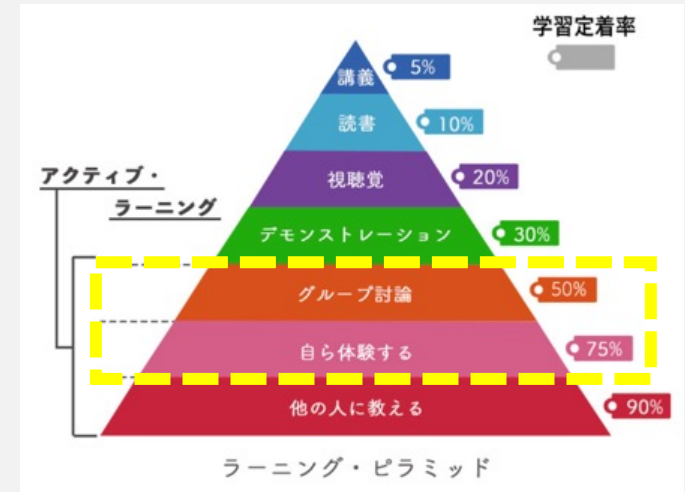 学習定着率
講義 5%
読書 10%
アクティブ・
ラーニング
視聴覚 20%
デモンストレーション 30%
グループ討論 50%
自ら体験する 75%
他の人に教える 90%
ラーニング・ピラミッド